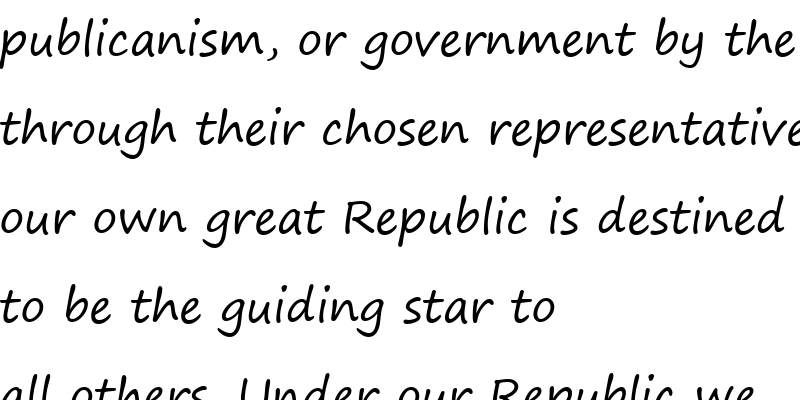 publicanism, or government by the
through their chosen representative
our own great Republic is destined
to be the guiding star to
all others. Under our Republic we